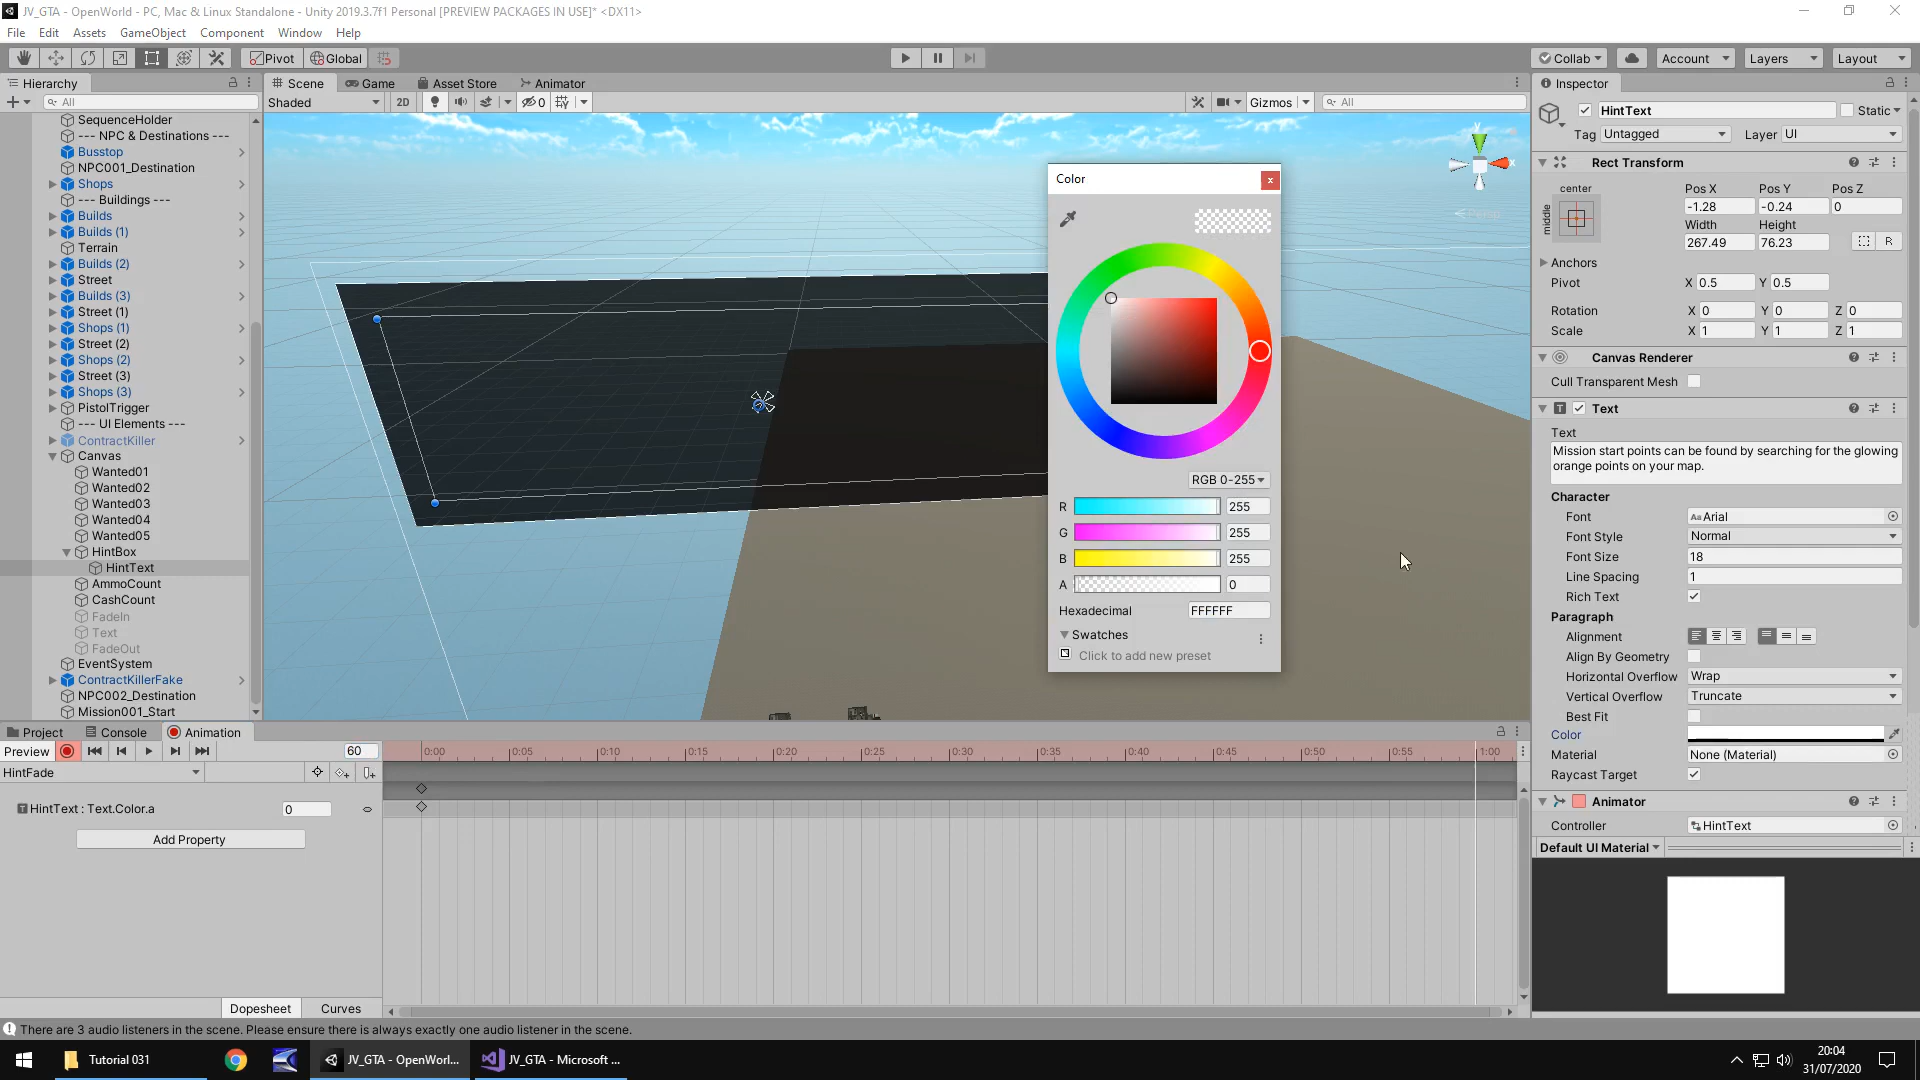 JV_GTA - OpenWorld - PC, Mac & Linux Standalone - Unity 2019.3.7f1 Personal [PREVIEW PACKAGES IN USE]* <DX11>
File Edit Assets GameObject Component Window Help
Pivot Global Collab Account Layers Layout
Hierarchy Scene Game Asset Store Animator Inspector
All Shaded 2D 0 Gizmos All
SequenceHolder
--- NPC & Destinations ---
Busstop
NPC001_Destination
Shops
--- Buildings ---
Builds
Builds (1)
Terrain
Builds (2)
Street
Builds (3)
Street (1)
Shops (1)
Street (2)
Shops (2)
Street (3)
Shops (3)
PistolTrigger
--- UI Elements ---
ContractKiller
Canvas
Wanted01
Wanted02
Wanted03
Wanted04
Wanted05
HintBox
HintText
AmmoCount
CashCount
FadeIn
Text
FadeOut
EventSystem
ContractKillerFake
NPC002_Destination
Mission001_Start
y
x
Color
x
RGB 0-255
R 255
G 255
B 255
A 0
Hexadecimal FFFFFF
Swatches
Click to add new preset
HintText Static
Tag Untagged Layer UI
Rect Transform
center
middle
Pos X Pos Y Pos Z
-1.28 -0.24 0
Width Height
267.49 76.23 R
Anchors
Pivot X 0.5 Y 0.5
Rotation X 0 Y 0 Z 0
Scale X 1 Y 1 Z 1
Canvas Renderer
Cull Transparent Mesh
Text
Text
Mission start points can be found by searching for the glowing
orange points on your map.
Character
Font Arial
Font Style Normal
Font Size 18
Line Spacing 1
Rich Text
Paragraph
Alignment
Align By Geometry
Horizontal Overflow Wrap
Vertical Overflow Truncate
Best Fit
Color
Material None (Material)
Raycast Target
Animator
Controller HintText
Default UI Material
Project Console Animation
Preview 60 0:00 0:05 0:10 0:15 0:20 0:25 0:30 0:35 0:40 0:45 0:50 0:55 1:00
HintFade
HintText : Text.Color.a 0
Add Property
Dopesheet Curves
There are 3 audio listeners in the scene. Please ensure there is always exactly one audio listener in the scene.
Tutorial 031 JV_GTA - OpenWorl... JV_GTA - Microsoft ...
20:04
31/07/2020